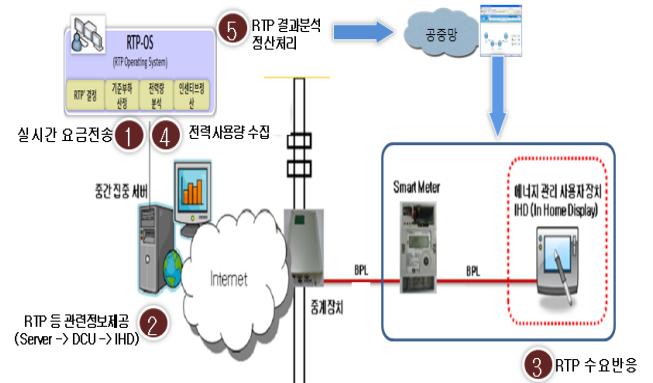 5 RTP 결과분석
정산처리
공중망
RTP-OS
(RTP Operating System)
RTP' 결정
기준부하
산정
전력량
분석
인센티브정
산
실시간 요금전송 1
4 전력사용량 수집
중간 집중 서버
Internet
중계장치
BPL
Smart Meter
BPL
에너지 관리 사용자장치
IHD (In Home Display)
RTP 등 관련정보제공 2
(Server -> DCU -> IHD)
3 RTP 수요반응